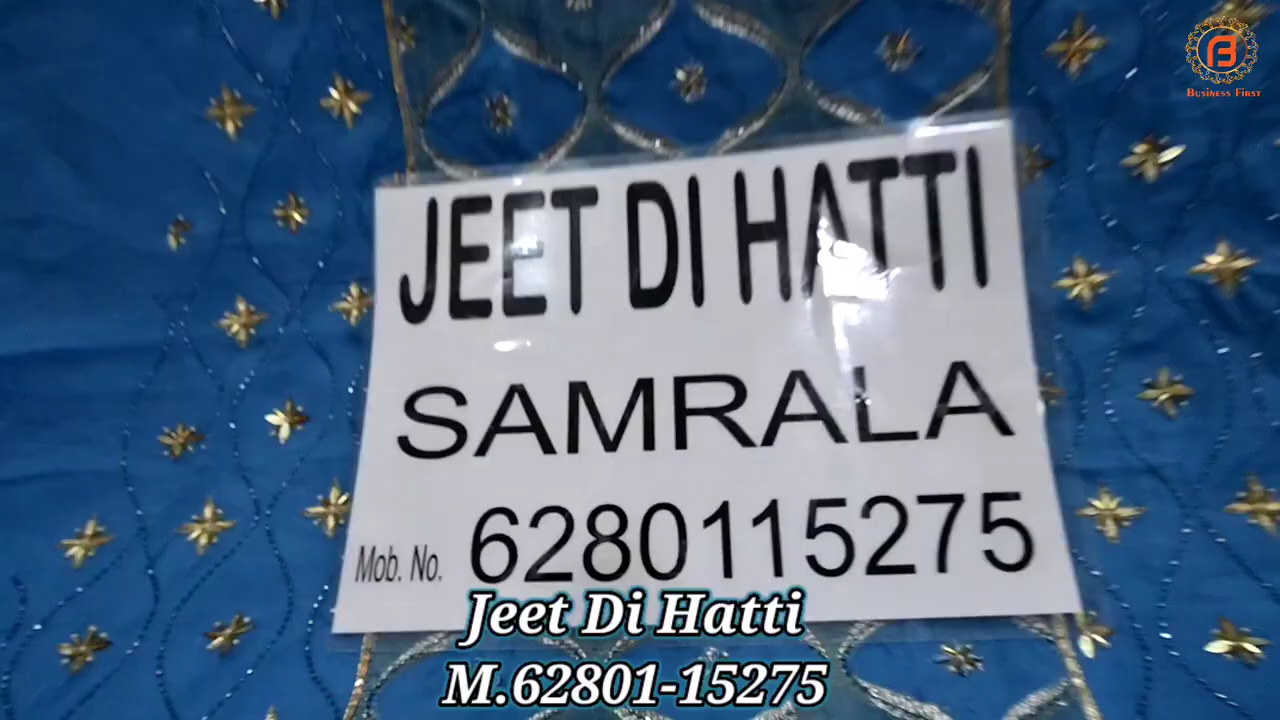 BUSINESS FIRST
JEET DI HATTI
SAMRALA
Mob. No. 6280115275
Jeet Di Hatti
M.62801-15275